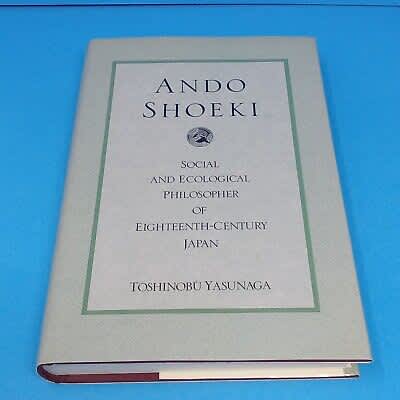 ANDO
SHOEKI
SOCIAL
AND ECOLOGICAL
PHILOSOPHER
OF
EIGHTEENTH-CENTURY
JAPAN
TOSHINOBU YASUNAGA